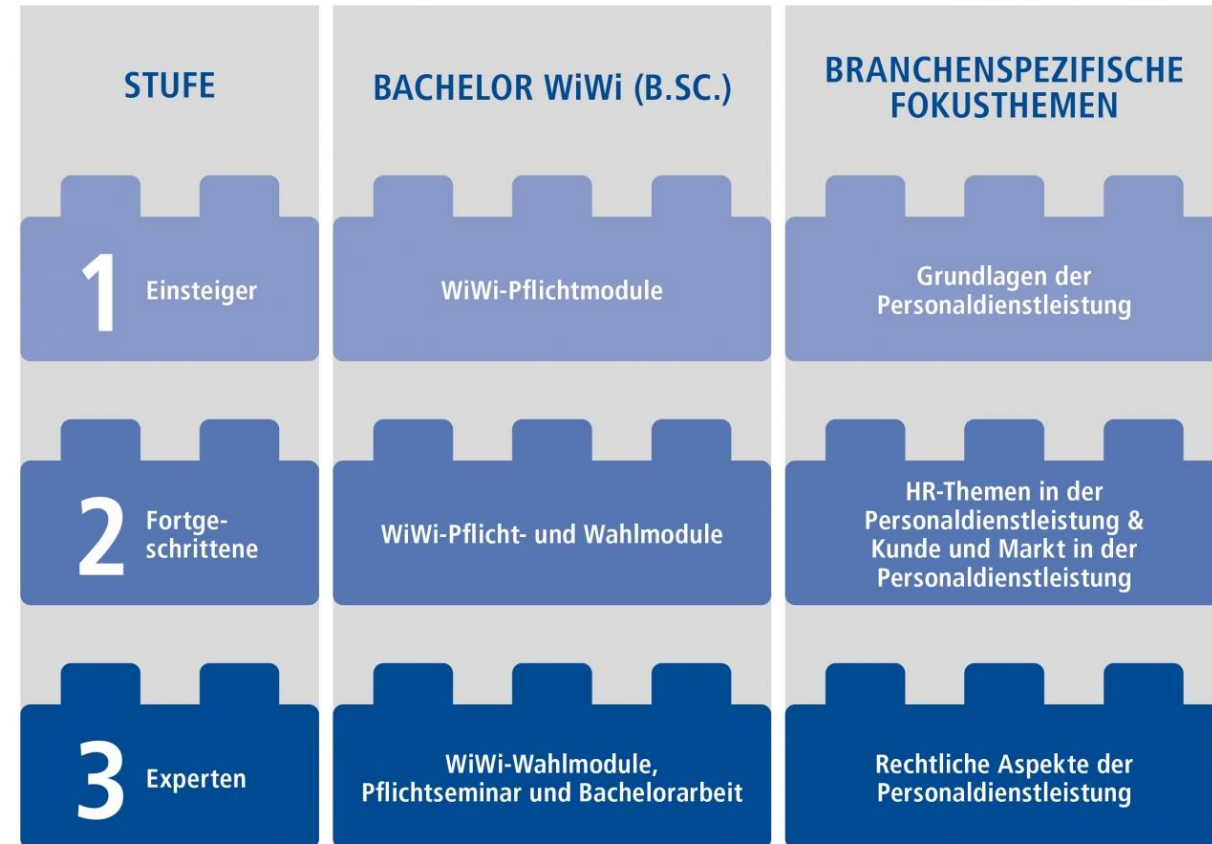 STUFE
BACHELOR WiWi (B.SC.)
BRANCHENSPEZIFISCHE
FOKUSTHEMEN
1 Einsteiger
WiWi-Pflichtmodule
Grundlagen der
Personaldienstleistung
2 Fortge-
schrittene
WiWi-Pflicht- und Wahlmodule
HR-Themen in der
Personaldienstleistung &
Kunde und Markt in der
Personaldienstleistung
3 Experten
WiWi-Wahlmodule,
Pflichtseminar und Bachelorarbeit
Rechtliche Aspekte der
Personaldienstleistung